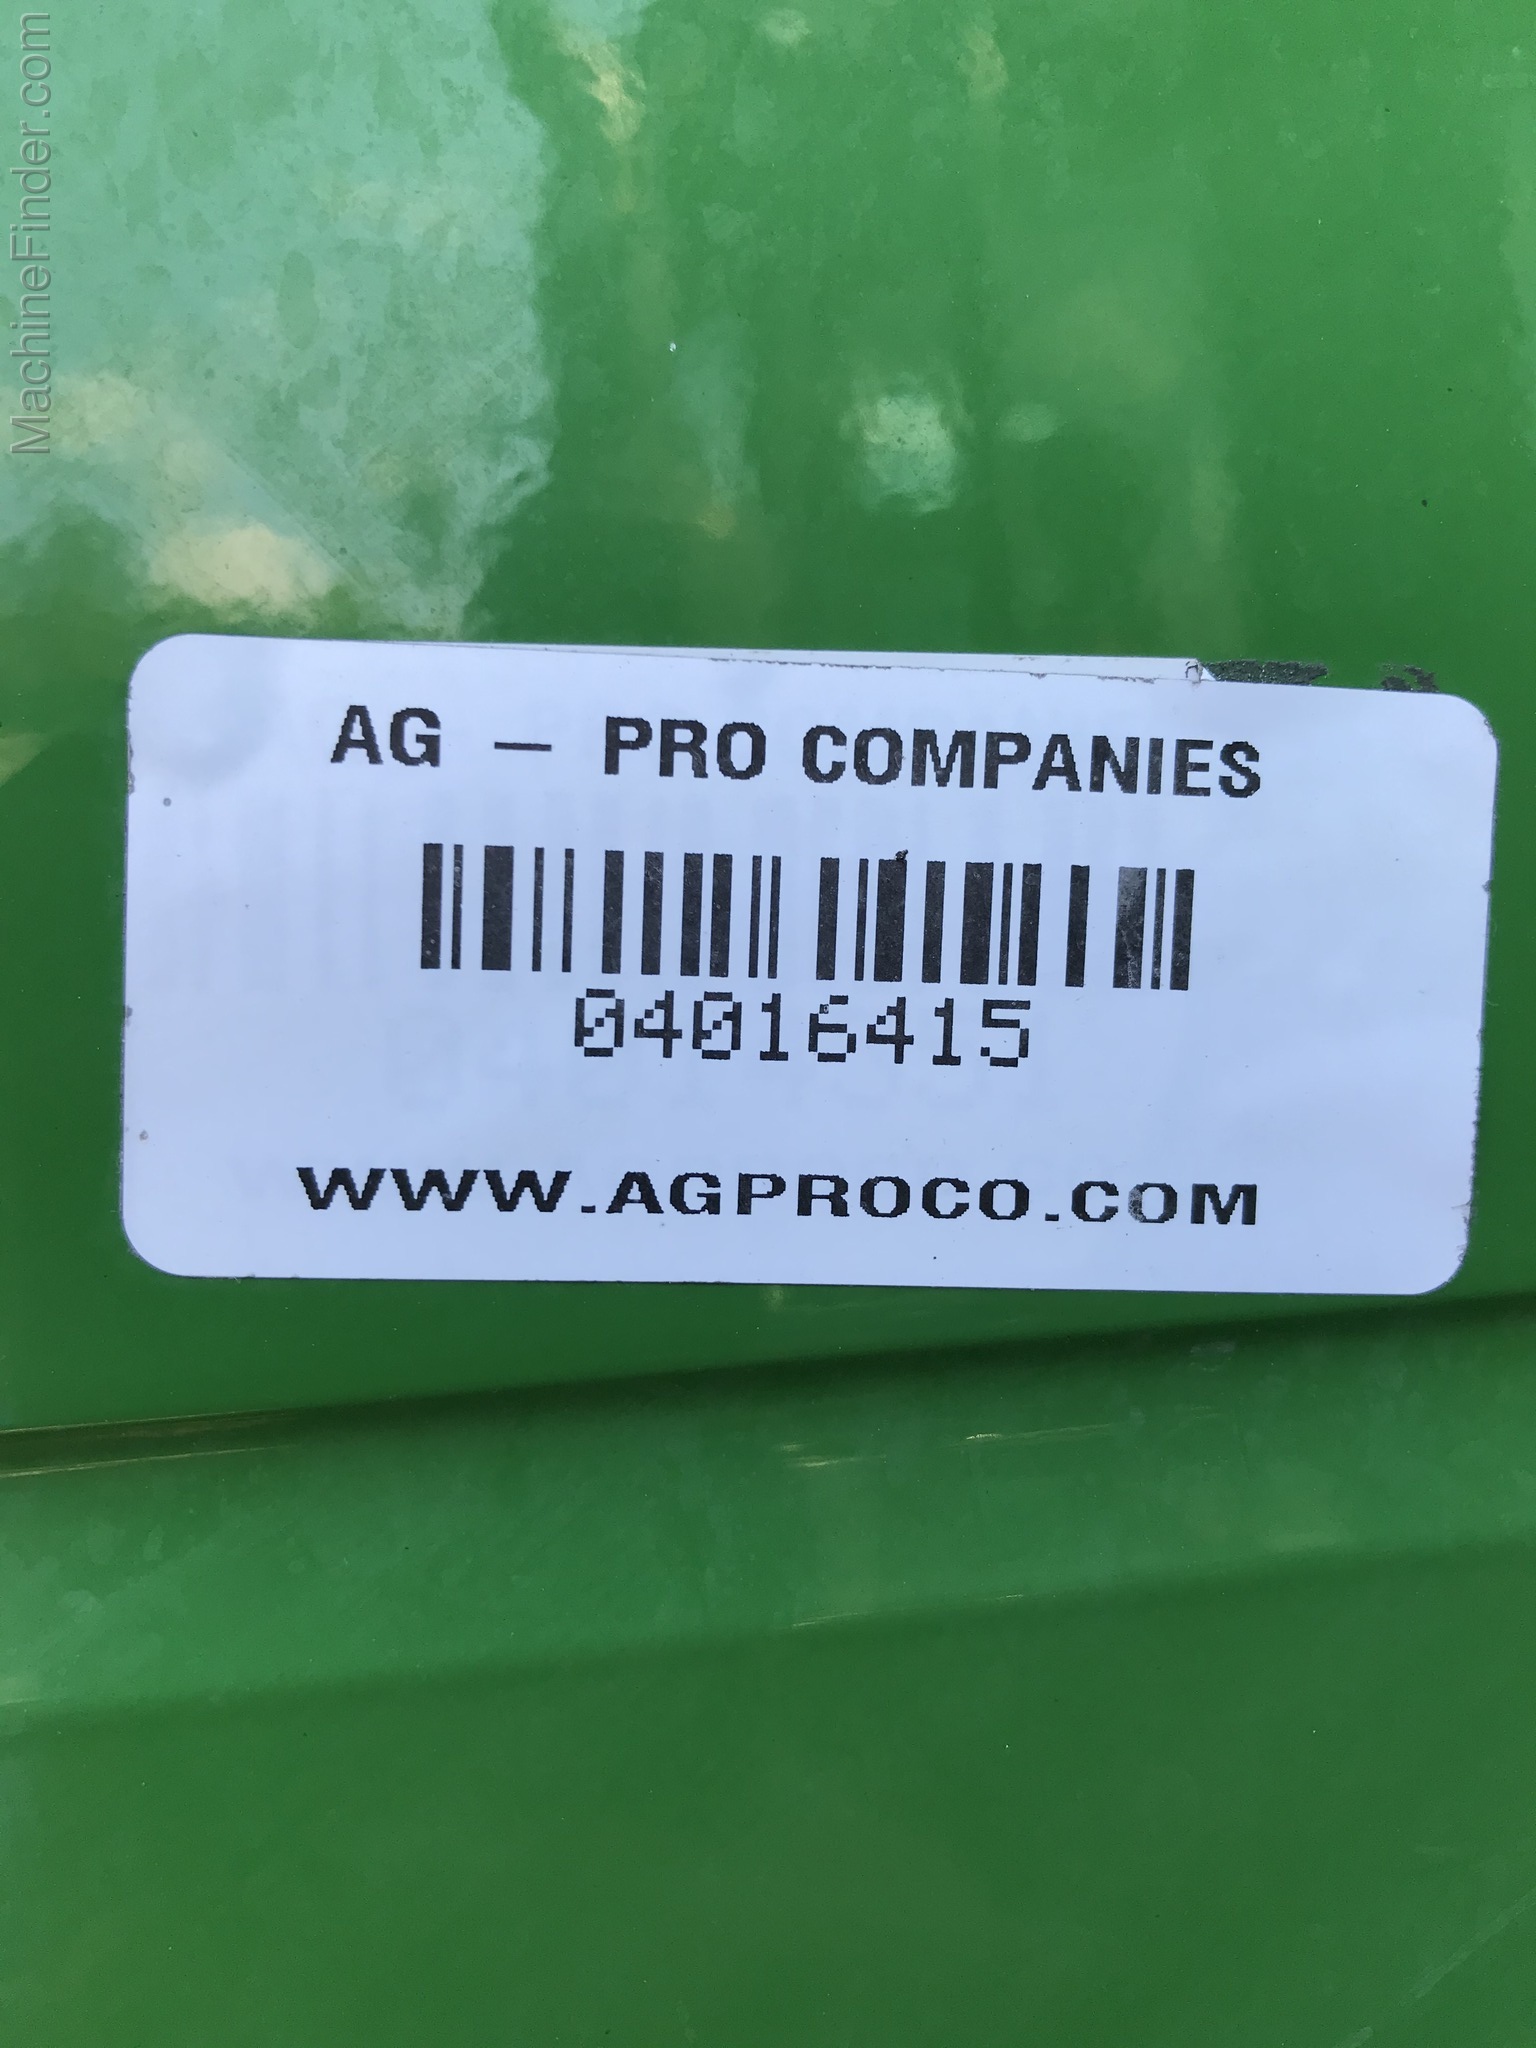 MachineFinder.com
AG – PRO COMPANIES
04016415
WWW.AGPROCO.COM